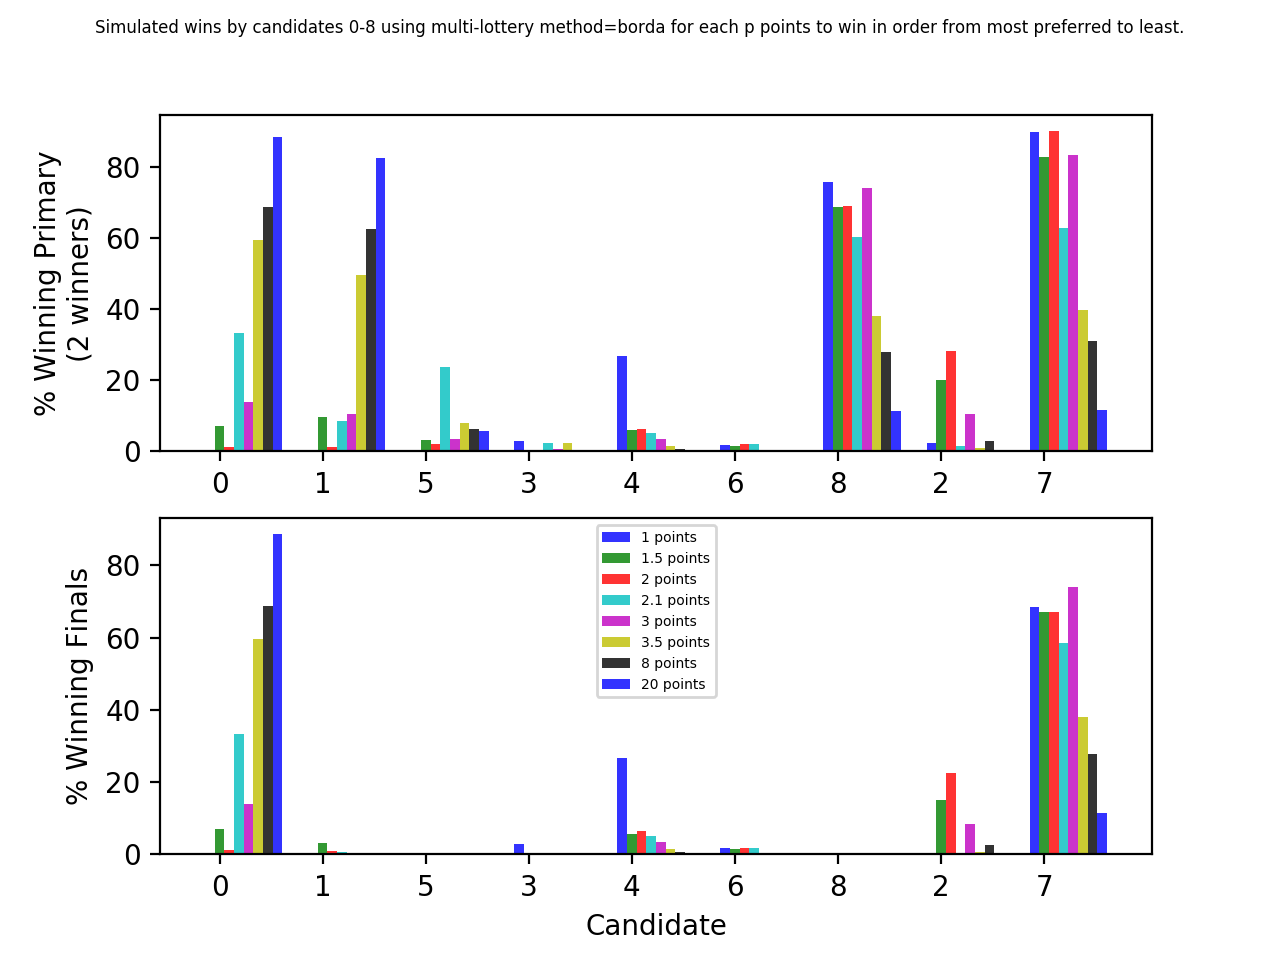 Simulated wins by candidates 0-8 using multi-lottery method=borda for each p points to win in order from most preferred to least.
% Winning Primary
(2 winners)
80
60
40
20
0
0 1 5 3 4 6 8 2 7
% Winning Finals
80
60
40
20
0
1 points
1.5 points
2 points
2.1 points
3 points
3.5 points
8 points
20 points
0 1 5 3 4 6 8 2 7
Candidate